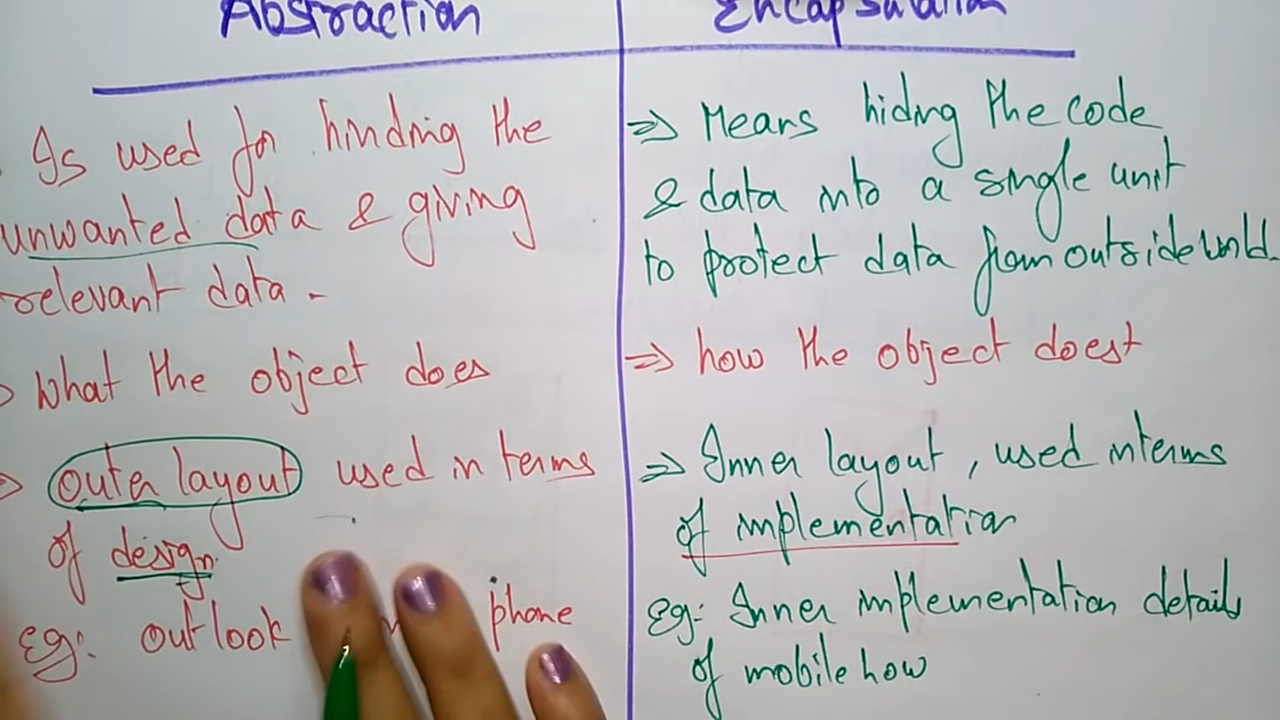 Abstraction
Is used for hinding the
unwanted data & giving
relevant data.
What the object does
outer layout used in terms
of design.
eg: outlook phone
Encapsulation
⇒ Means hiding the code
& data into a single unit
to protect data from outside world.
⇒ how the object doest
⇒ Inner layout, used interms
of implementation
eg: Inner implementation details
of mobile how